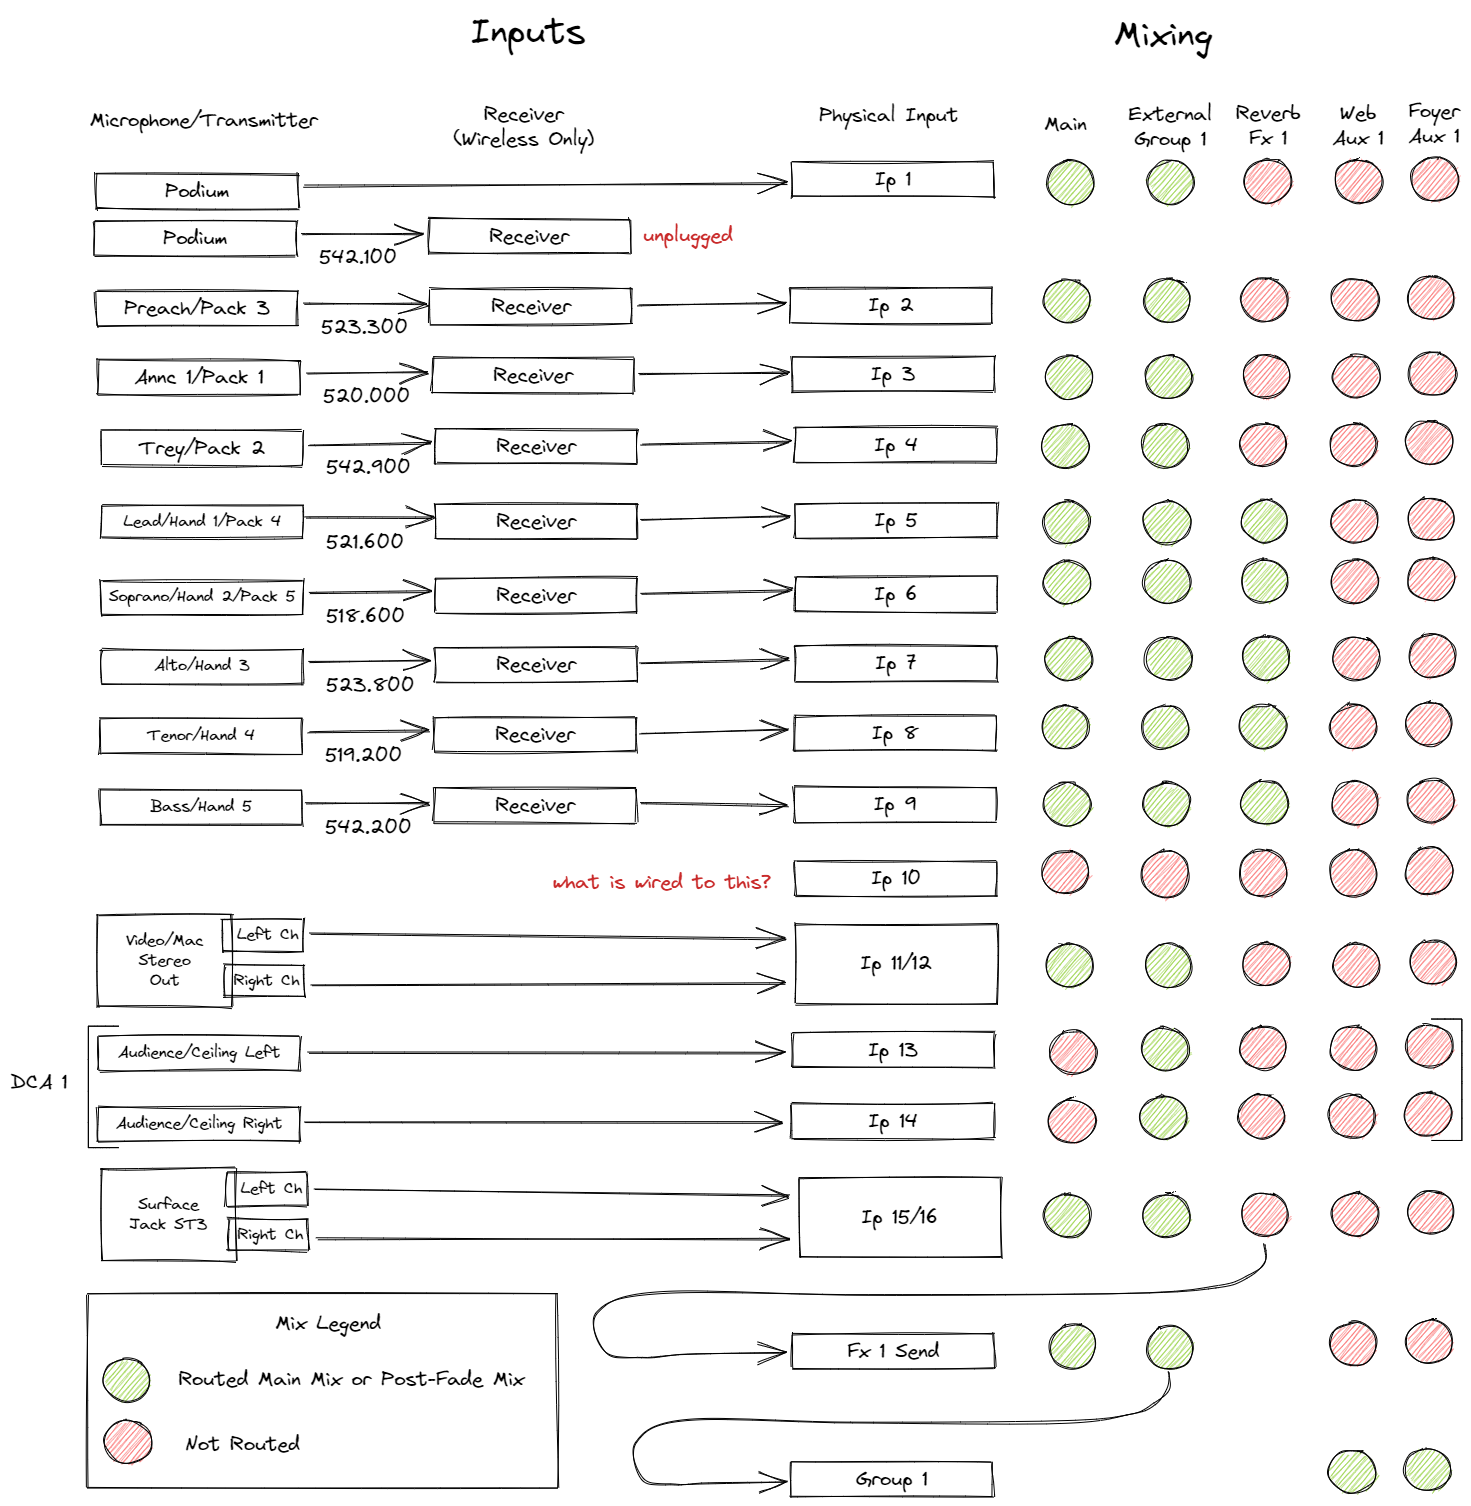 Inputs
Mixing
Microphone/Transmitter
Receiver
(Wireless Only)
Physical Input
Main
External
Group 1
Reverb
Fx 1
Web
Aux 1
Foyer
Aux 1
Podium
Ip 1
Podium
542.100
Receiver
unplugged
Preach/Pack 3
523.300
Receiver
Ip 2
Annc 1/Pack 1
520.000
Receiver
Ip 3
Trey/Pack 2
542.900
Receiver
Ip 4
Lead/Hand 1/Pack 4
521.600
Receiver
Ip 5
Soprano/Hand 2/Pack 5
518.600
Receiver
Ip 6
Alto/Hand 3
523.800
Receiver
Ip 7
Tenor/Hand 4
519.200
Receiver
Ip 8
Bass/Hand 5
542.200
Receiver
Ip 9
what is wired to this?
Ip 10
Video/Mac
Stereo
Out
Left Ch
Right Ch
Ip 11/12
DCA 1
Audience/Ceiling Left
Ip 13
Audience/Ceiling Right
Ip 14
Surface
Jack ST3
Left Ch
Right Ch
Ip 15/16
Mix Legend
Routed Main Mix or Post-Fade Mix
Not Routed
Fx 1 Send
Group 1